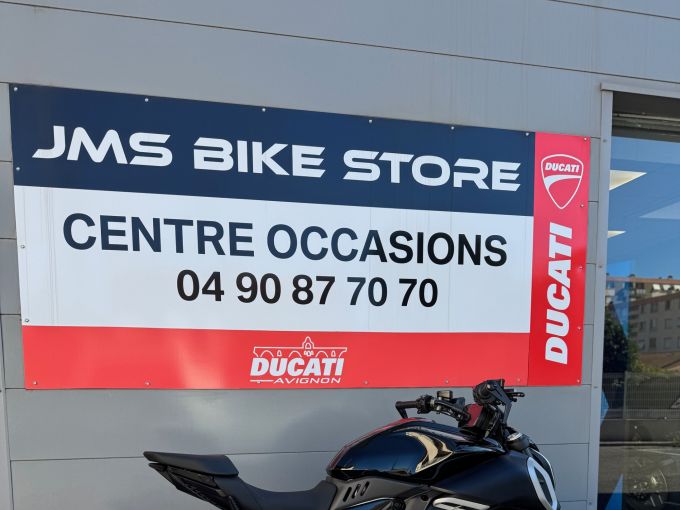 JMS BIKE STORE
CENTRE OCCASIONS
04 90 87 70 70
DUCATI
AVIGNON
DUCATI
DUCATI